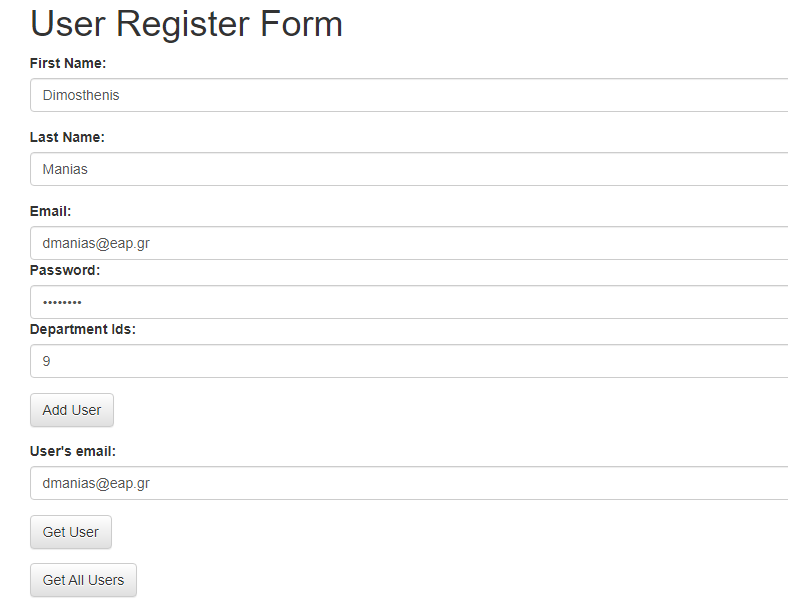 User Register Form
First Name:
Dimosthenis
Last Name:
Manias
Email:
dmanias@eap.gr
Password:
••••••••
Department Ids:
9
Add User
User's email:
dmanias@eap.gr
Get User
Get All Users